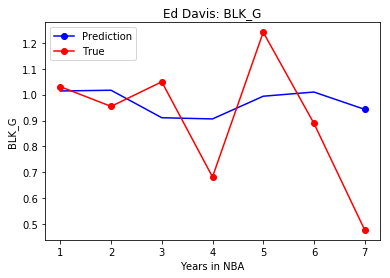 Ed Davis: BLK_G
Prediction
True
BLK_G
1.2
1.1
1.0
0.9
0.8
0.7
0.6
0.5
1 2 3 4 5 6 7
Years in NBA